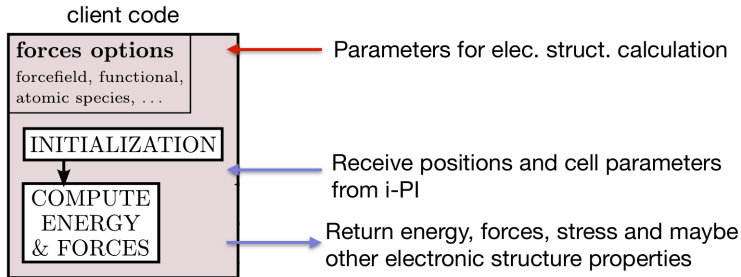 client code
forces options
forcefield, functional,
atomic species, ...
Parameters for elec. struct. calculation
INITIALIZATION
Receive positions and cell parameters
from i-PI
COMPUTE
ENERGY
& FORCES
Return energy, forces, stress and maybe
other electronic structure properties